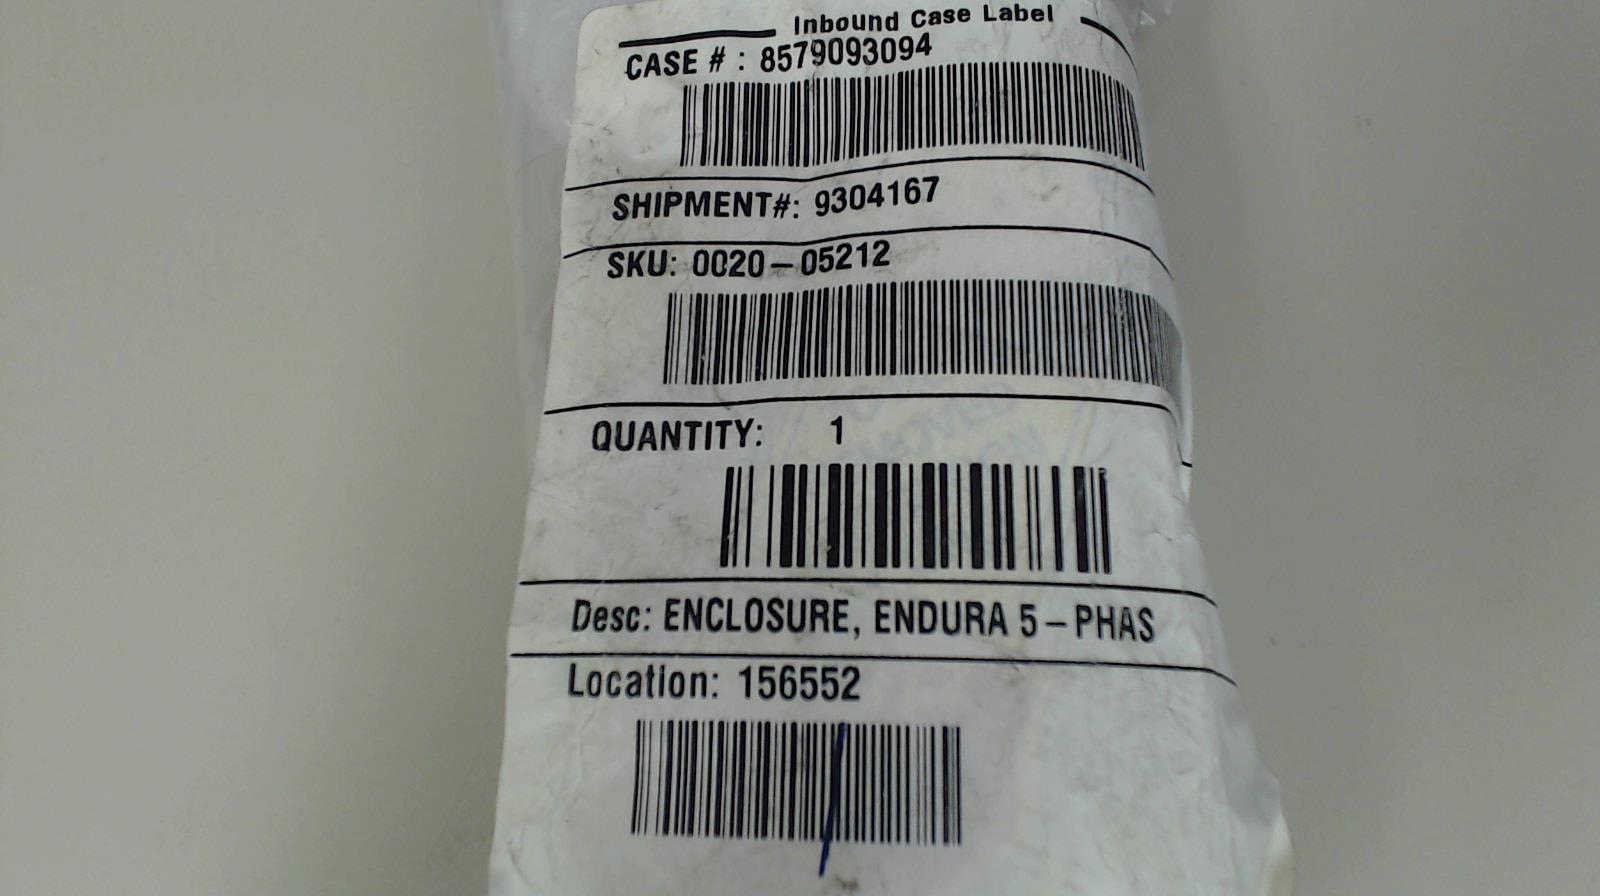 Inbound Case Label
CASE # : 8579093094
SHIPMENT#: 9304167
SKU: 0020-05212
QUANTITY: 1
Desc: ENCLOSURE, ENDURA 5-PHAS
Location: 156552